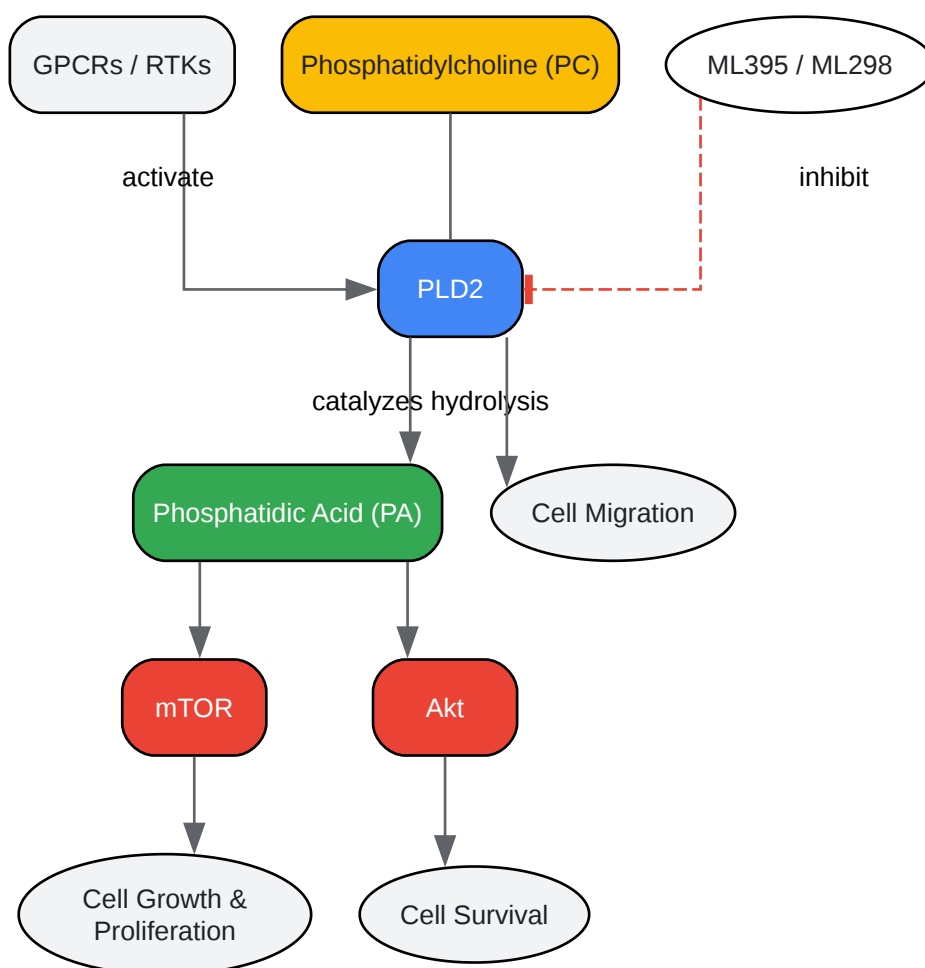 GPCRs / RTKs
Phosphatidylcholine (PC)
ML395 / ML298
activate
inhibit
PLD2
catalyzes hydrolysis
Phosphatidic Acid (PA)
Cell Migration
mTOR
Akt
Cell Growth &
Proliferation
Cell Survival